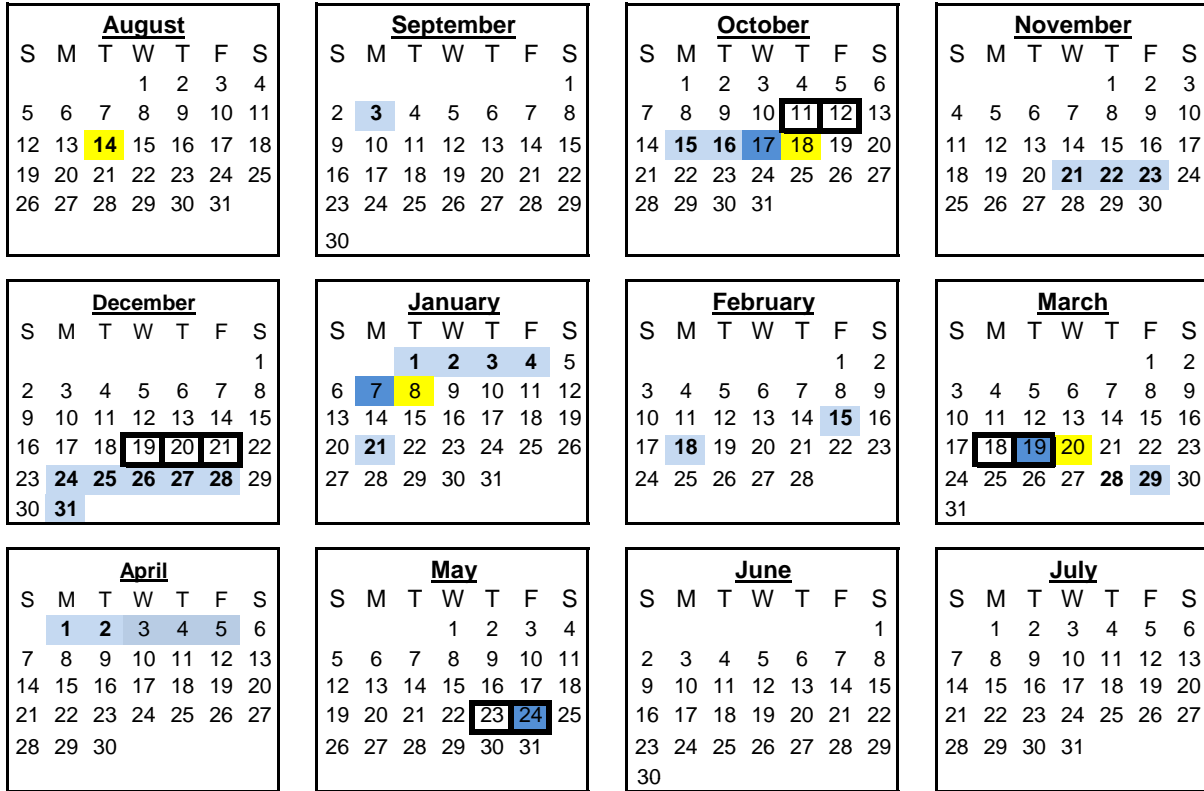 August
S M T W T F S
1 2 3 4
5 6 7 8 9 10 11
12 13 14 15 16 17 18
19 20 21 22 23 24 25
26 27 28 29 30 31
September
S M T W T F S
1
2 3 4 5 6 7 8
9 10 11 12 13 14 15
16 17 18 19 20 21 22
23 24 25 26 27 28 29
30
October
S M T W T F S
1 2 3 4 5 6
7 8 9 10 11 12 13
14 15 16 17 18 19 20
21 22 23 24 25 26 27
28 29 30 31
November
S M T W T F S
1 2 3
4 5 6 7 8 9 10
11 12 13 14 15 16 17
18 19 20 21 22 23 24
25 26 27 28 29 30
December
S M T W T F S
1
2 3 4 5 6 7 8
9 10 11 12 13 14 15
16 17 18 19 20 21 22
23 24 25 26 27 28 29
30 31
January
S M T W T F S
1 2 3 4 5
6 7 8 9 10 11 12
13 14 15 16 17 18 19
20 21 22 23 24 25 26
27 28 29 30 31
February
S M T W T F S
1 2
3 4 5 6 7 8 9
10 11 12 13 14 15 16
17 18 19 20 21 22 23
24 25 26 27 28
March
S M T W T F S
1 2
3 4 5 6 7 8 9
10 11 12 13 14 15 16
17 18 19 20 21 22 23
24 25 26 27 28 29 30
31
April
S M T W T F S
1 2 3 4 5 6
7 8 9 10 11 12 13
14 15 16 17 18 19 20
21 22 23 24 25 26 27
28 29 30
May
S M T W T F S
1 2 3 4
5 6 7 8 9 10 11
12 13 14 15 16 17 18
19 20 21 22 23 24 25
26 27 28 29 30 31
June
S M T W T F S
1
2 3 4 5 6 7 8
9 10 11 12 13 14 15
16 17 18 19 20 21 22
23 24 25 26 27 28 29
30
July
S M T W T F S
1 2 3 4 5 6
7 8 9 10 11 12 13
14 15 16 17 18 19 20
21 22 23 24 25 26 27
28 29 30 31